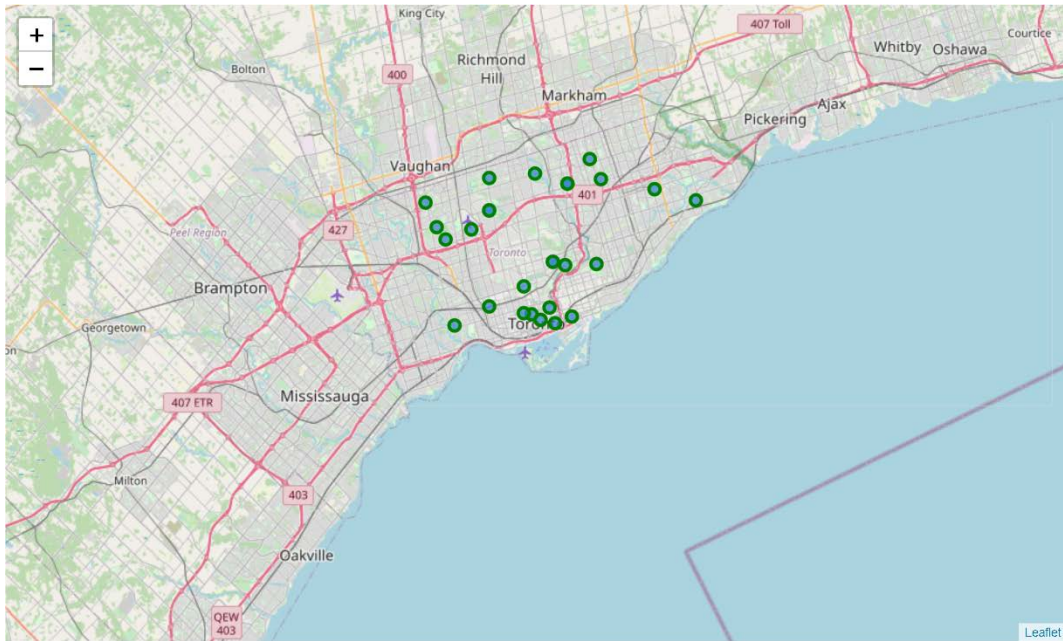 King City
407 Toll
Courtice
+
Whitby
Oshawa
Richmond
Hill
−
Bolton
400
Markham
Ajax
Pickering
Vaughan
401
427
Peel Region
Toronto
Brampton
Georgetown
Mississauga
407 ETR
Milton
403
Oakville
QEW
403
Leaflet